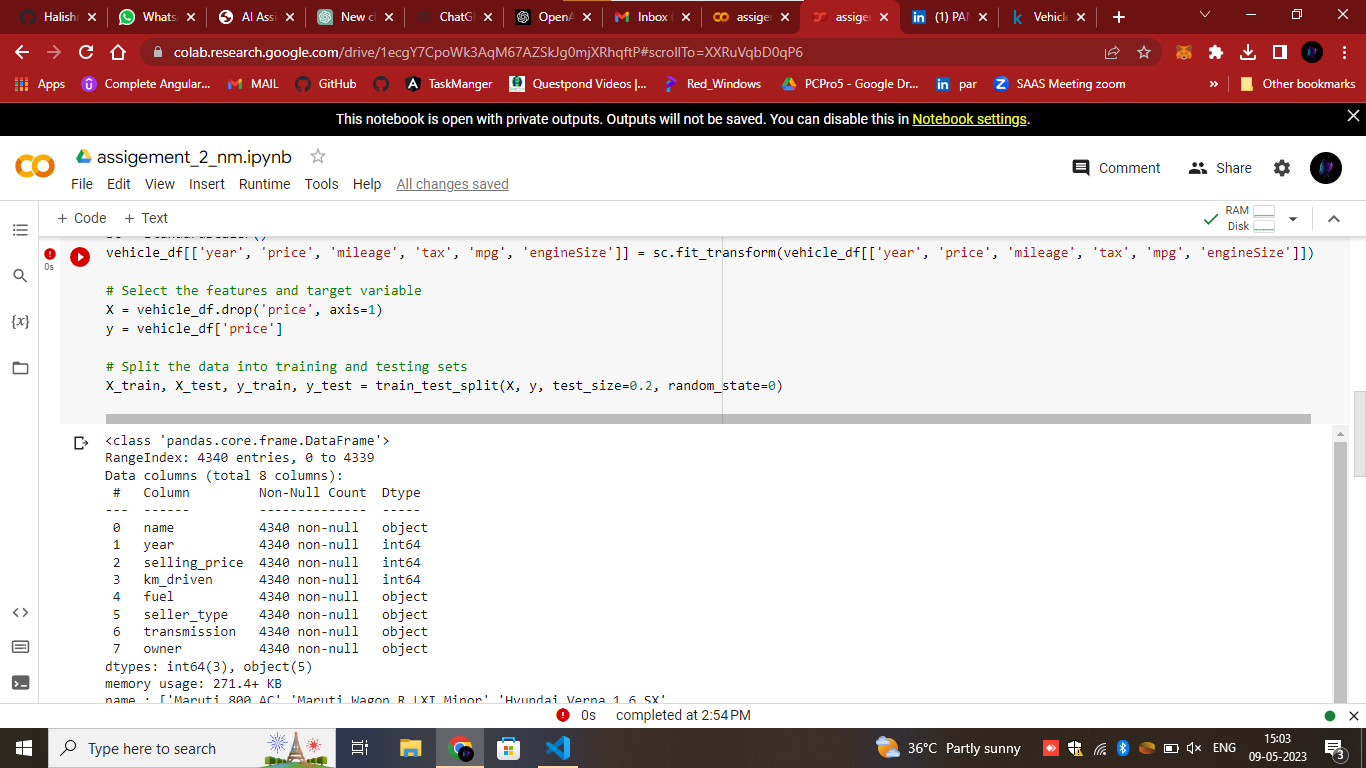 Halishr
Whats
AI Assi
New cl
ChatGl
OpenA
Inbox (
assiger
assiger
(1) PAN
Vehicl
colab.research.google.com/drive/1ecgY7CpoWk3AqM67AZSkJg0mjXRhqftP#scrollTo=XXRuVqbD0qP6
Apps
Complete Angular...
MAIL
GitHub
TaskManger
Questpond Videos |...
Red_Windows
PCPro5 - Google Dr...
par
SAAS Meeting zoom
»
Other bookmarks
This notebook is open with private outputs. Outputs will not be saved. You can disable this in Notebook settings.
assigement_2_nm.ipynb
Comment
Share
File Edit View Insert Runtime Tools Help All changes saved
+ Code + Text
RAM
Disk
0s
vehicle_df[['year', 'price', 'mileage', 'tax', 'mpg', 'engineSize']] = sc.fit_transform(vehicle_df[['year', 'price', 'mileage', 'tax', 'mpg', 'engineSize']])
# Select the features and target variable
X = vehicle_df.drop('price', axis=1)
y = vehicle_df['price']
# Split the data into training and testing sets
X_train, X_test, y_train, y_test = train_test_split(X, y, test_size=0.2, random_state=0)
<class 'pandas.core.frame.DataFrame'>
RangeIndex: 4340 entries, 0 to 4339
Data columns (total 8 columns):
# Column Non-Null Count Dtype
--- ------ -------------- -----
0 name 4340 non-null object
1 year 4340 non-null int64
2 selling_price 4340 non-null int64
3 km_driven 4340 non-null int64
4 fuel 4340 non-null object
5 seller_type 4340 non-null object
6 transmission 4340 non-null object
7 owner 4340 non-null object
dtypes: int64(3), object(5)
memory usage: 271.4+ KB
name : ['Maruti 800 AC' 'Maruti Wagon R LXI Minor' 'Hyundai Verna 1.6 SX'
0s completed at 2:54 PM
Type here to search
36°C Partly sunny
ENG
15:03
09-05-2023
3